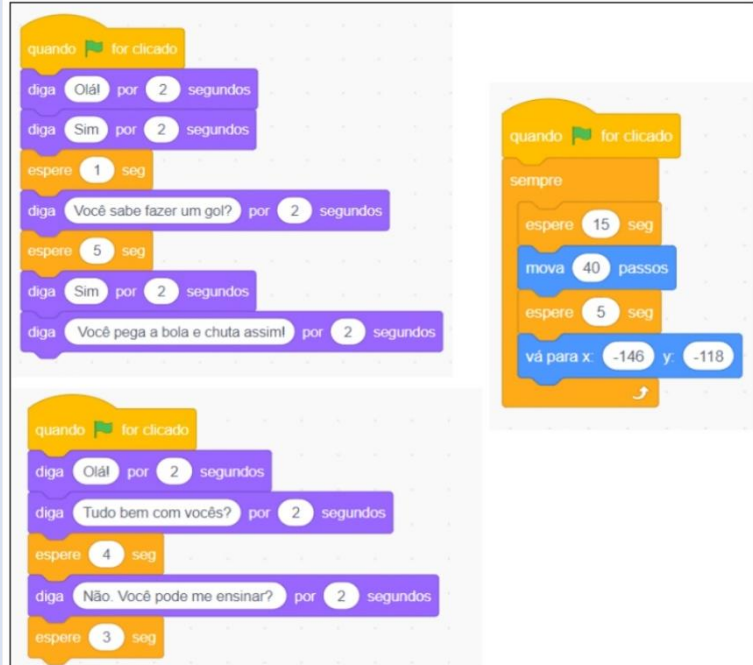 quando for clicado
diga Olá! por 2 segundos
diga Sim por 2 segundos
espere 1 seg
diga Você sabe fazer um gol? por 2 segundos
espere 5 seg
diga Sim por 2 segundos
diga Você pega a bola e chuta assim! por 2 segundos
quando for clicado
sempre
espere 15 seg
mova 40 passos
espere 5 seg
vá para x: -146 y: -118
quando for clicado
diga Olá! por 2 segundos
diga Tudo bem com vocês? por 2 segundos
espere 4 seg
diga Não. Você pode me ensinar? por 2 segundos
espere 3 seg